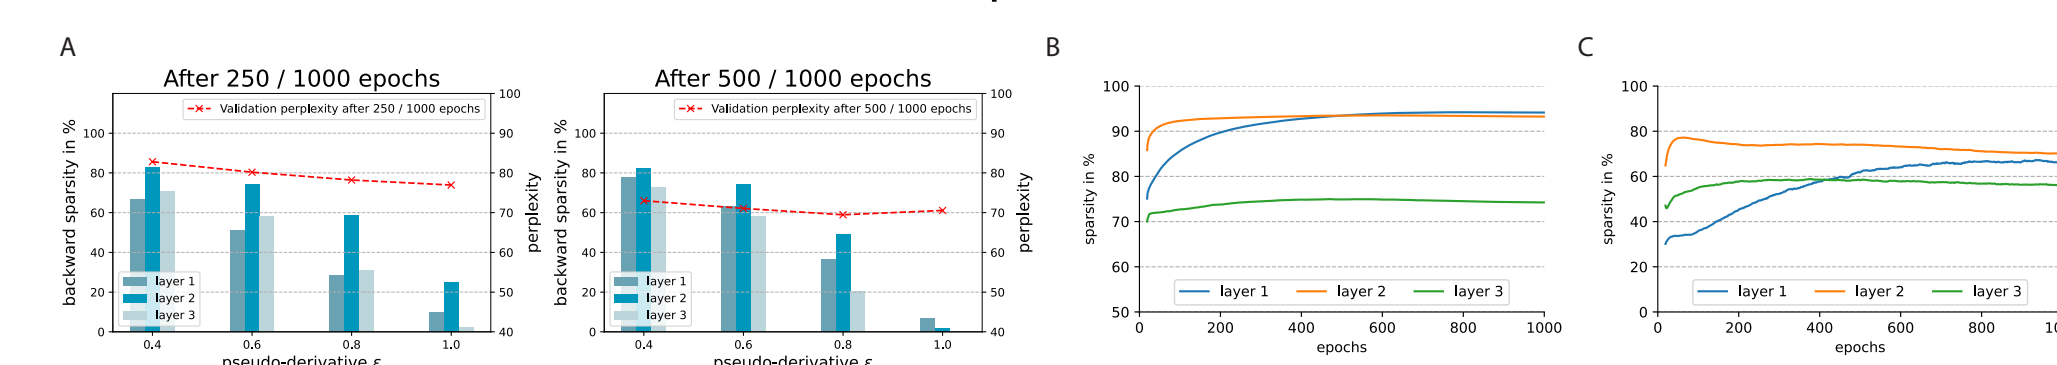 A
After 250 / 1000 epochs
Validation perplexity after 250 / 1000 epochs
backward sparsity in %
100
80
60
40
20
0
layer 1
layer 2
layer 3
100
90
80
70
60
50
40
perplexity
0.4 0.6 0.8 1.0
pseudo-derivative ε
After 500 / 1000 epochs
Validation perplexity after 500 / 1000 epochs
backward sparsity in %
100
80
60
40
20
0
layer 1
layer 2
layer 3
100
90
80
70
60
50
40
perplexity
0.4 0.6 0.8 1.0
pseudo-derivative ε
B
sparsity in %
100
90
80
70
60
50
layer 1 layer 2 layer 3
0 200 400 600 800 1000
epochs
C
sparsity in %
100
80
60
40
20
0
layer 1 layer 2 layer 3
0 200 400 600 800
epochs